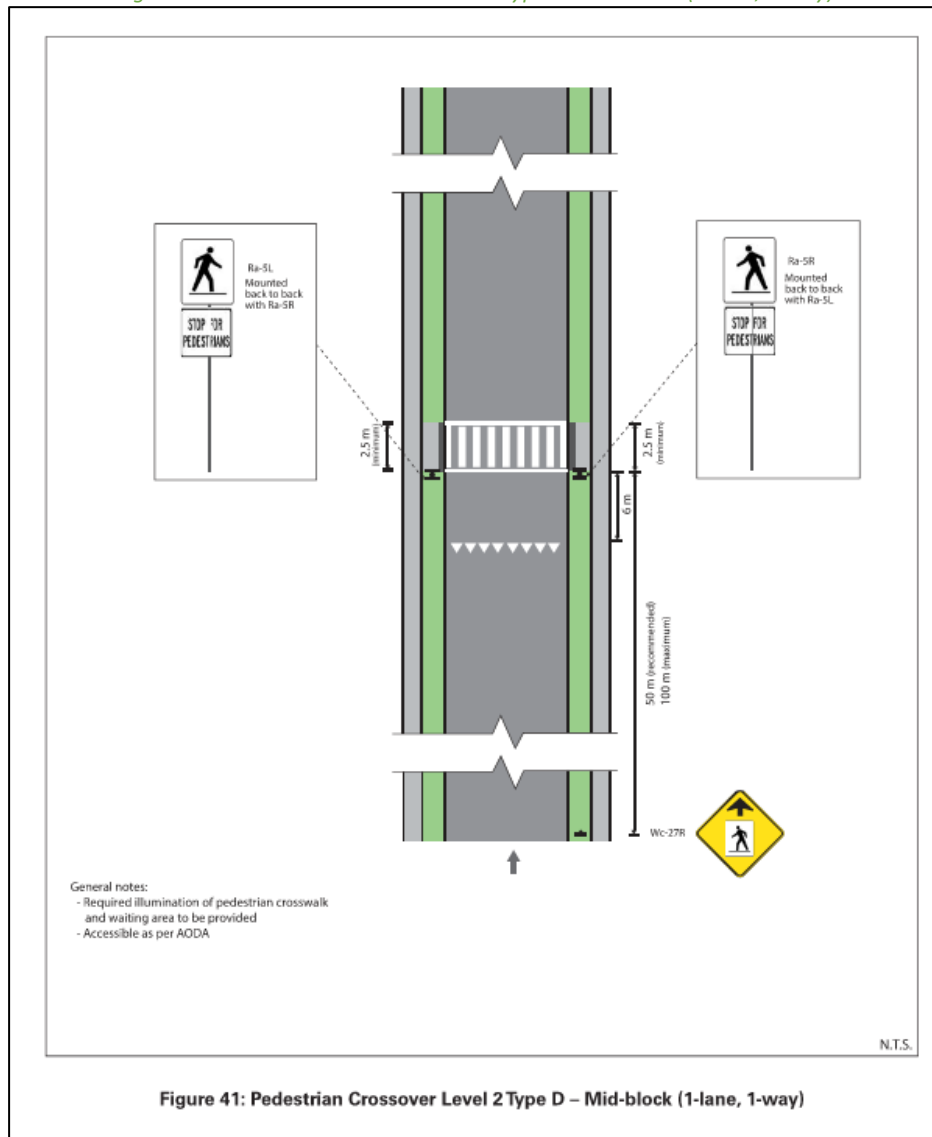 Ra-5L
Mounted
back to back
with Ra-5R
STOP FOR
PEDESTRIANS
Ra-5R
Mounted
back to back
with Ra-5L
STOP FOR
PEDESTRIANS
2.5 m
(minimum)
2.5 m
(minimum)
6 m
50 m (recommended)
100 m (maximum)
Wc-27R
General notes:
- Required illumination of pedestrian crosswalk
and waiting area to be provided
- Accessible as per AODA
N.T.S.
Figure 41: Pedestrian Crossover Level 2 Type D – Mid-block (1-lane, 1-way)